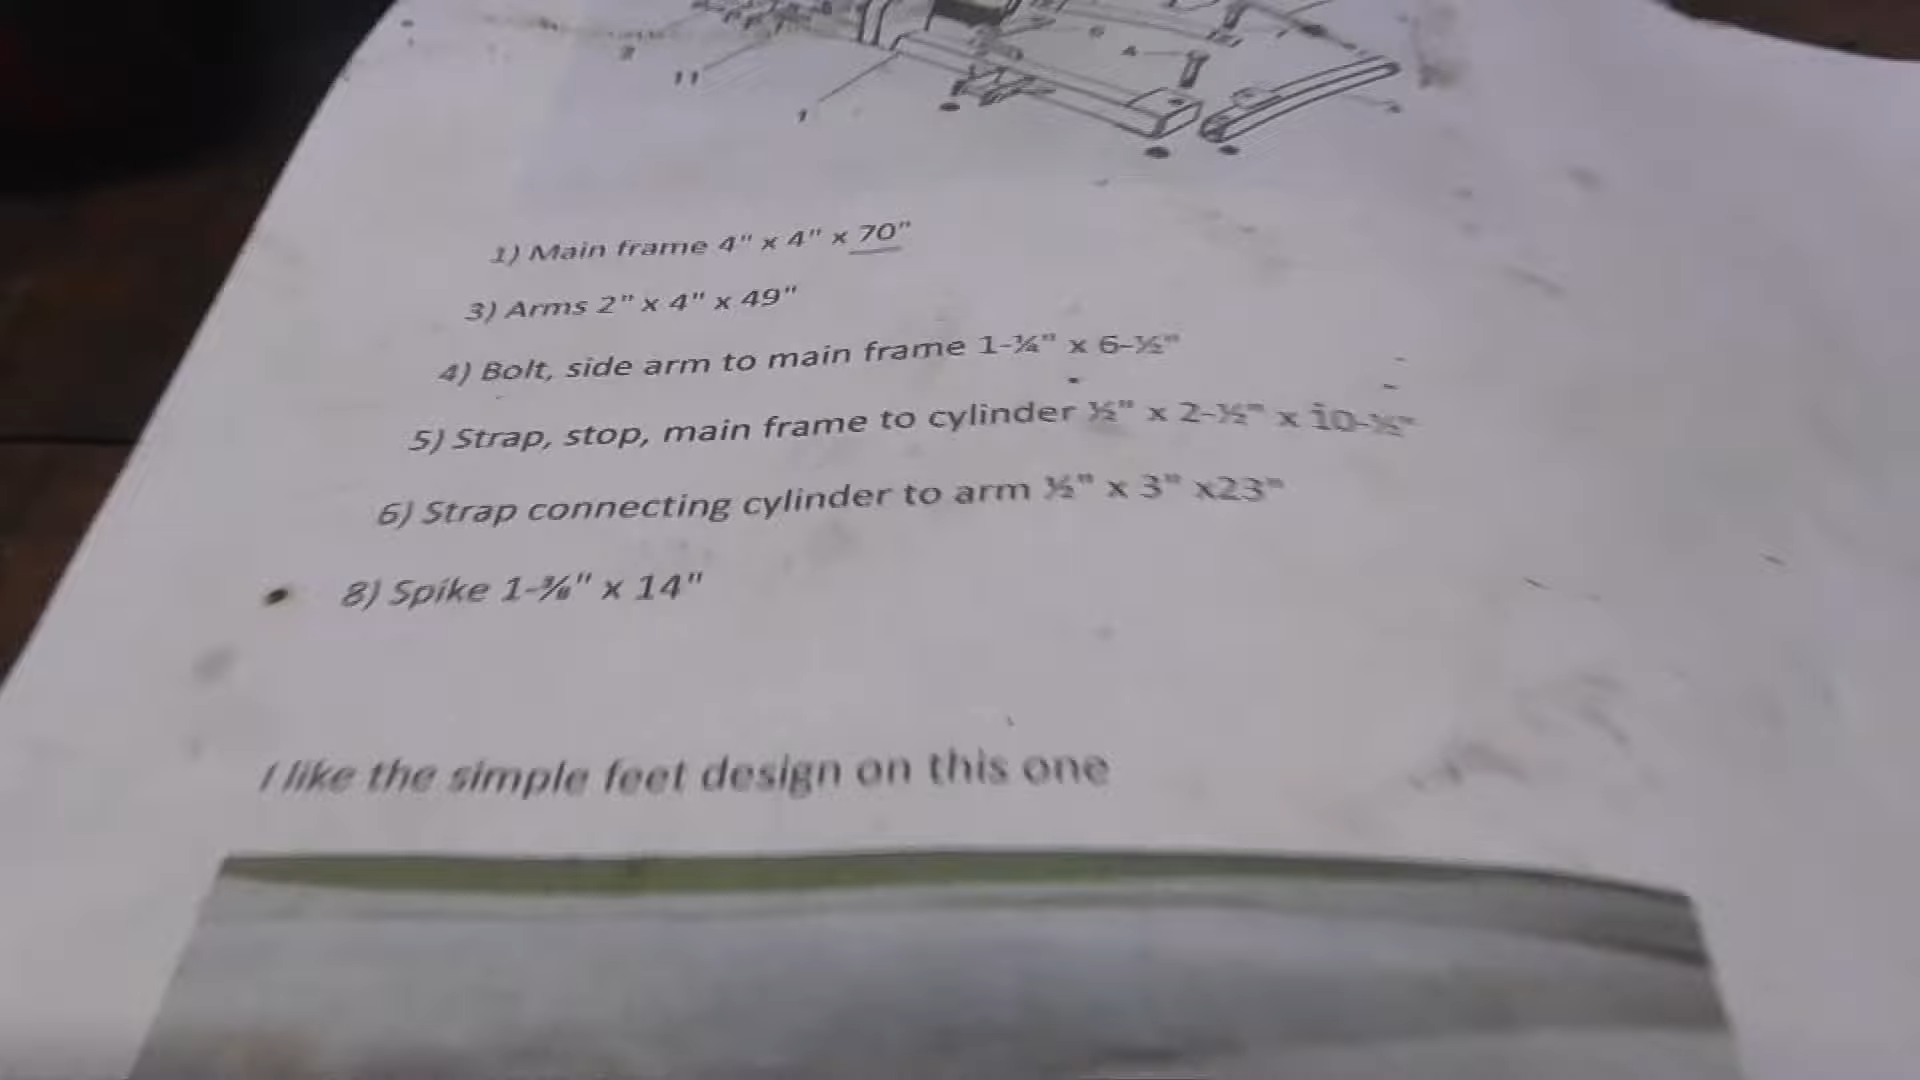 11
1
1) Main frame 4" x 4" x 70"
3) Arms 2" x 4" x 49"
4) Bolt, side arm to main frame 1-¼" x 6-½"
5) Strap, stop, main frame to cylinder ½" x 2-½" x 10-½"
6) Strap connecting cylinder to arm ½" x 3" x23"
8) Spike 1-⅜" x 14"
I like the simple feet design on this one